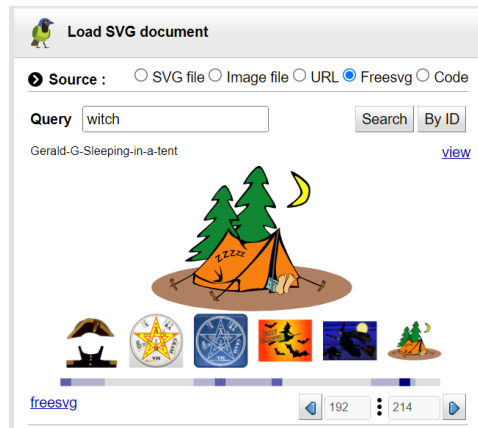 Load SVG document
Source : SVG file Image file URL Freesvg Code
Query witch Search By ID
Gerald-G-Sleeping-in-a-tent view
zzzzz
freesvg 192 214